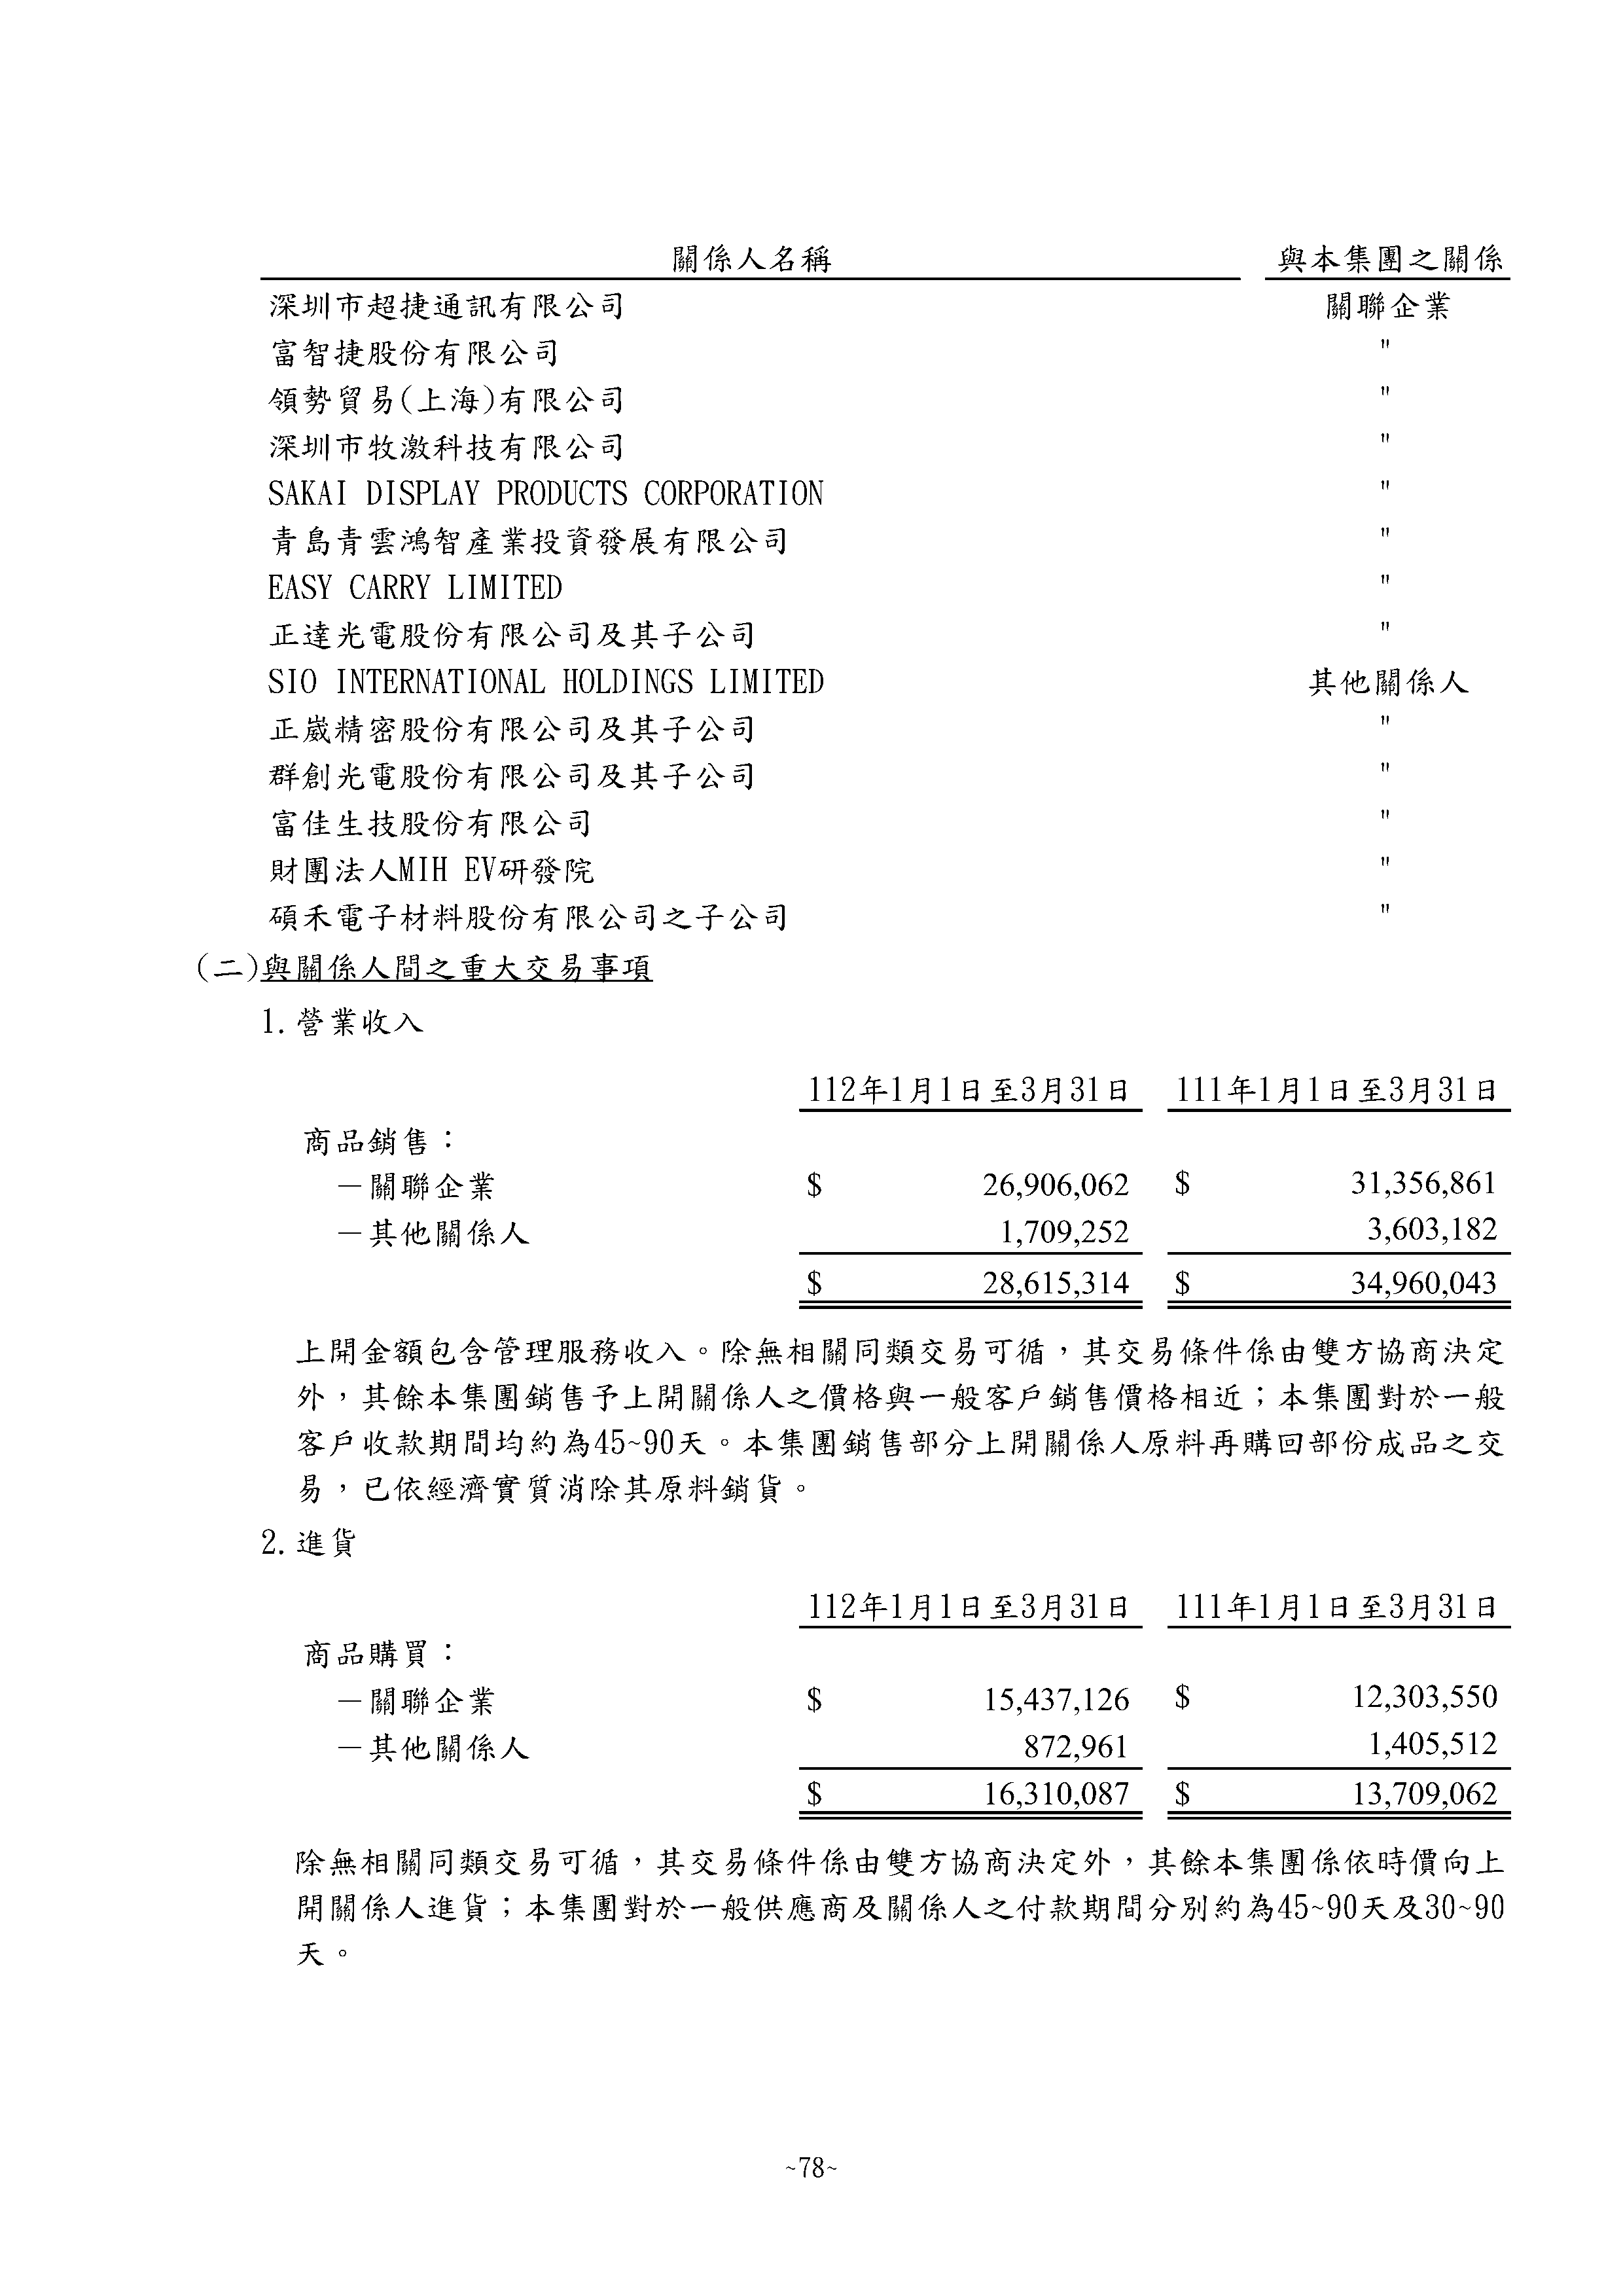 關係人名稱 與本集團之關係
深圳市超捷通訊有限公司 關聯企業
富智捷股份有限公司 "
領勢貿易(上海)有限公司 "
深圳市牧激科技有限公司 "
SAKAI DISPLAY PRODUCTS CORPORATION "
青島青雲鴻智產業投資發展有限公司 "
EASY CARRY LIMITED "
正達光電股份有限公司及其子公司 "
SIO INTERNATIONAL HOLDINGS LIMITED 其他關係人
正崴精密股份有限公司及其子公司 "
群創光電股份有限公司及其子公司 "
富佳生技股份有限公司 "
財團法人MIH EV研發院 "
碩禾電子材料股份有限公司之子公司 "
(二)與關係人間之重大交易事項
1.營業收入
112年1月1日至3月31日 111年1月1日至3月31日
商品銷售：
－關聯企業 $ 26,906,062 $ 31,356,861
－其他關係人 1,709,252 3,603,182
$ 28,615,314 $ 34,960,043
上開金額包含管理服務收入。除無相關同類交易可循，其交易條件係由雙方協商決定
外，其餘本集團銷售予上開關係人之價格與一般客戶銷售價格相近；本集團對於一般
客戶收款期間均約為45~90天。本集團銷售部分上開關係人原料再購回部份成品之交
易，已依經濟實質消除其原料銷貨。
2.進貨
112年1月1日至3月31日 111年1月1日至3月31日
商品購買：
－關聯企業 $ 15,437,126 $ 12,303,550
－其他關係人 872,961 1,405,512
$ 16,310,087 $ 13,709,062
除無相關同類交易可循，其交易條件係由雙方協商決定外，其餘本集團係依時價向上
開關係人進貨；本集團對於一般供應商及關係人之付款期間分別約為45~90天及30~90
天。
~78~